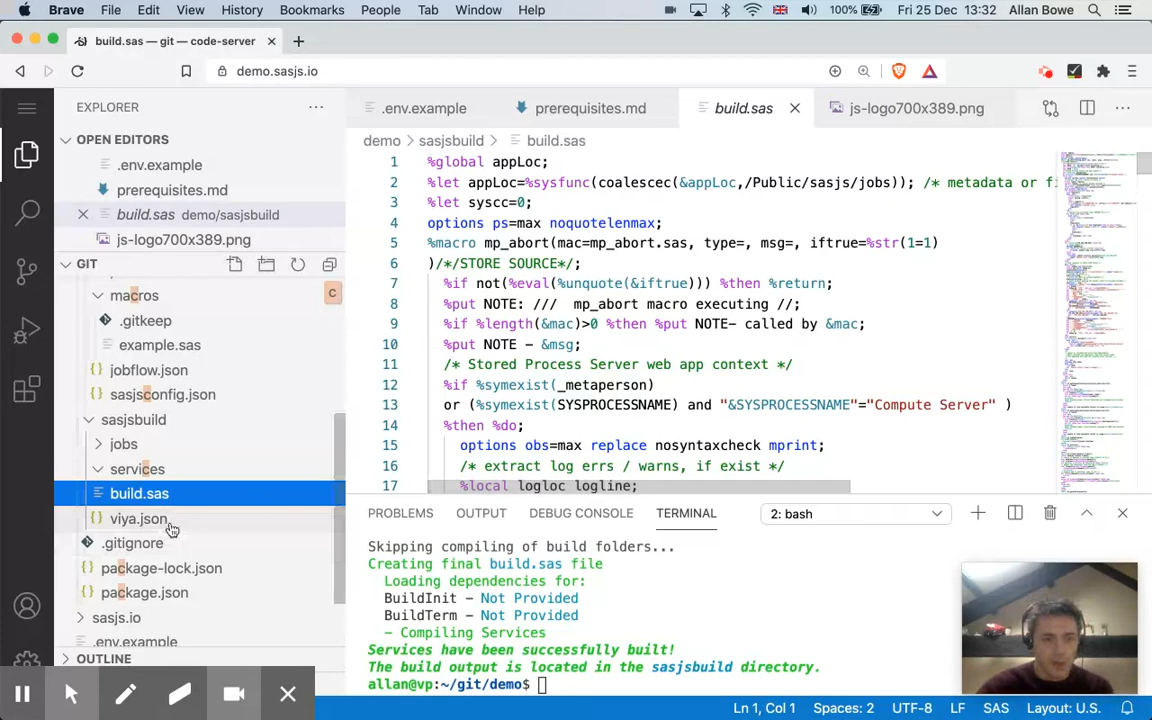 Brave File Edit View History Bookmarks People Tab Window Help 100% Fri 25 Dec 13:32 Allan Bowe
build.sas — git — code-server
demo.sasjs.io
EXPLORER
OPEN EDITORS
.env.example
prerequisites.md
build.sas demo/sasjsbuild
js-logo700x389.png
GIT
macros
C
.gitkeep
example.sas
jobflow.json
sasjsconfig.json
sasjsbuild
jobs
services
build.sas
viya.json
.gitignore
package-lock.json
package.json
sasjs.io
.env.example
OUTLINE
.env.example prerequisites.md build.sas js-logo700x389.png
demo sasjsbuild build.sas
1 %global appLoc;
2 %let appLoc=%sysfunc(coalescec(&appLoc,/Public/sasjs/jobs)); /* metadata or fi
3 %let syscc=0;
4 options ps=max noquotelenmax;
5 %macro mp_abort(mac=mp_abort.sas, type=, msg=, iftrue=%str(1=1)
6 )/*/STORE SOURCE*/;
7 %if not(%eval(%unquote(&iftrue))) %then %return;
8 %put NOTE: /// mp_abort macro executing //;
9 %if %length(&mac)>0 %then %put NOTE- called by &mac;
10 %put NOTE - &msg;
11 /* Stored Process Server web app context */
12 %if %symexist(_metaperson)
13 or (%symexist(SYSPROCESSNAME) and "&SYSPROCESSNAME"="Compute Server" )
14 %then %do;
15 options obs=max replace nosyntaxcheck mprint;
16 /* extract log errs / warns, if exist */
17 %local logloc logline;
PROBLEMS OUTPUT DEBUG CONSOLE TERMINAL 2: bash
Skipping compiling of build folders...
Creating final build.sas file
Loading dependencies for:
BuildInit – Not Provided
BuildTerm – Not Provided
– Compiling Services
Services have been successfully built!
The build output is located in the sasjsbuild directory.
allan@vp:~/git/demo$
Ln 1, Col 1 Spaces: 2 UTF-8 LF SAS Layout: U.S.